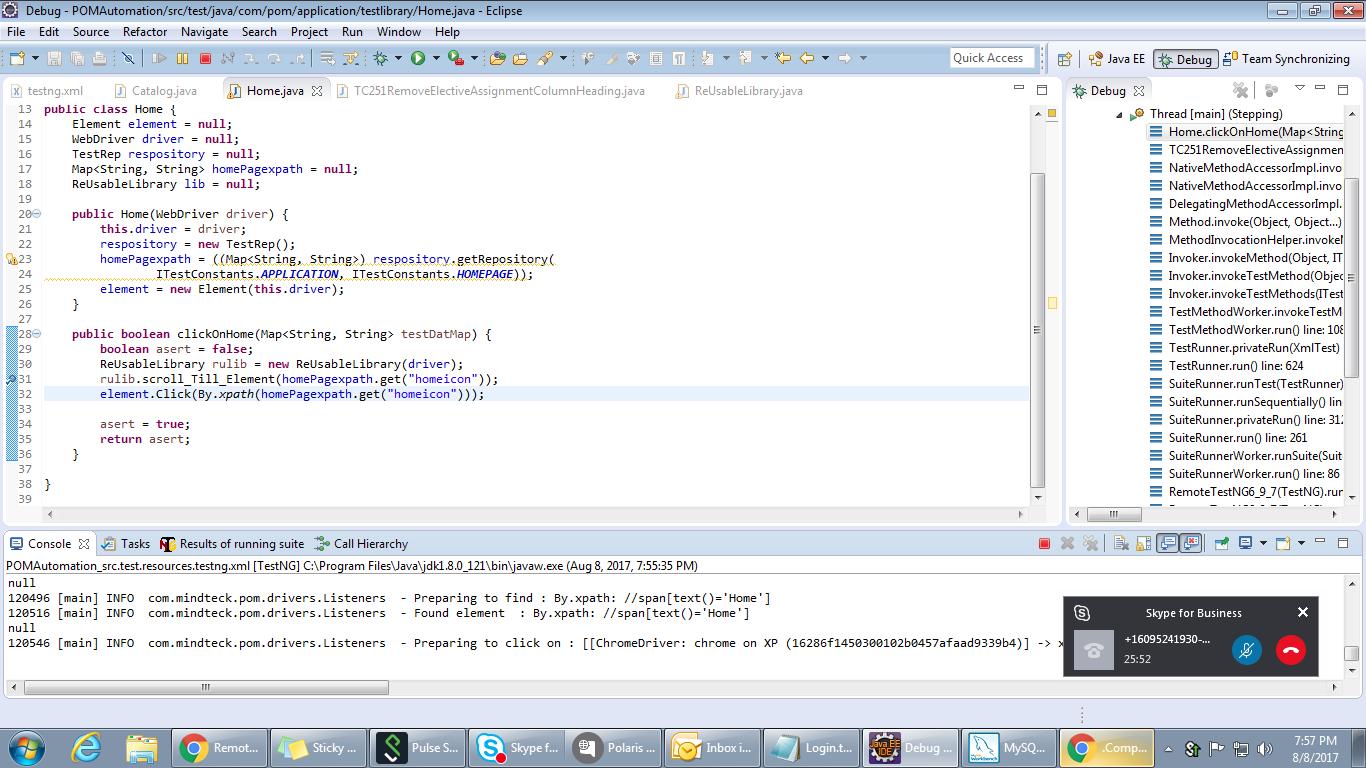 Debug - POMAutomation/src/test/java/com/pom/application/testlibrary/Home.java - Eclipse
File Edit Source Refactor Navigate Search Project Run Window Help
Quick Access Java EE Debug Team Synchronizing
testng.xml Catalog.java Home.java TC251RemoveElectiveAssignmentColumnHeading.java ReUsableLibrary.java
13 public class Home {
14 Element element = null;
15 WebDriver driver = null;
16 TestRep respository = null;
17 Map<String, String> homePagexpath = null;
18 ReUsableLibrary lib = null;
19
20 public Home(WebDriver driver) {
21 this.driver = driver;
22 respository = new TestRep();
23 homePagexpath = ((Map<String, String>) respository.getRepository(
24 ITestConstants.APPLICATION, ITestConstants.HOMEPAGE));
25 element = new Element(this.driver);
26 }
27
28 public boolean clickOnHome(Map<String, String> testDatMap) {
29 boolean asert = false;
30 ReUsableLibrary rulib = new ReUsableLibrary(driver);
31 rulib.scroll_Till_Element(homePagexpath.get("homeicon"));
32 element.Click(By.xpath(homePagexpath.get("homeicon")));
33
34 asert = true;
35 return asert;
36 }
37
38 }
39
Debug
Thread [main] (Stepping)
Home.clickOnHome(Map<String
TC251RemoveElectiveAssignmen
NativeMethodAccessorImpl.invo
NativeMethodAccessorImpl.invo
DelegatingMethodAccessorImpl.
Method.invoke(Object, Object...)
MethodInvocationHelper.invokeM
Invoker.invokeMethod(Object, IT
Invoker.invokeTestMethod(Objec
Invoker.invokeTestMethods(ITest
TestMethodWorker.invokeTestM
TestMethodWorker.run() line: 108
TestRunner.privateRun(XmlTest)
TestRunner.run() line: 624
SuiteRunner.runTest(TestRunner)
SuiteRunner.runSequentially() lin
SuiteRunner.privateRun() line: 312
SuiteRunner.run() line: 261
SuiteRunnerWorker.runSuite(Suit
SuiteRunnerWorker.run() line: 86
RemoteTestNG6_9_7(TestNG).run
Console Tasks Results of running suite Call Hierarchy
POMAutomation_src.test.resources.testng.xml [TestNG] C:\Program Files\Java\jdk1.8.0_121\bin\javaw.exe (Aug 8, 2017, 7:55:35 PM)
null
120496 [main] INFO com.mindteck.pom.drivers.Listeners - Preparing to find : By.xpath: //span[text()='Home']
120516 [main] INFO com.mindteck.pom.drivers.Listeners - Found element : By.xpath: //span[text()='Home']
null
120546 [main] INFO com.mindteck.pom.drivers.Listeners - Preparing to click on : [[ChromeDriver: chrome on XP (16286f1450300102b0457afaad9339b4)] -> x
Skype for Business
+16095241930-...
25:52
Remot... Sticky ... Pulse S... Skype f... Polaris ... Inbox i... Login.t... Debug ... MySQ... .Comp...
7:57 PM
8/8/2017